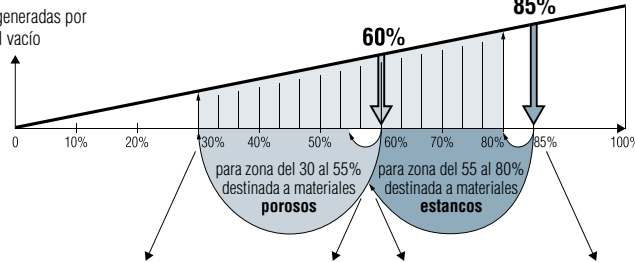 generadas por
l vacío
60%
85%
0
10%
20%
30%
40%
50%
60%
70%
80%
85%
100%
para zona del 30 al 55%
destinada a materiales
porosos
para zona del 55 al 80%
destinada a materiales
estancos